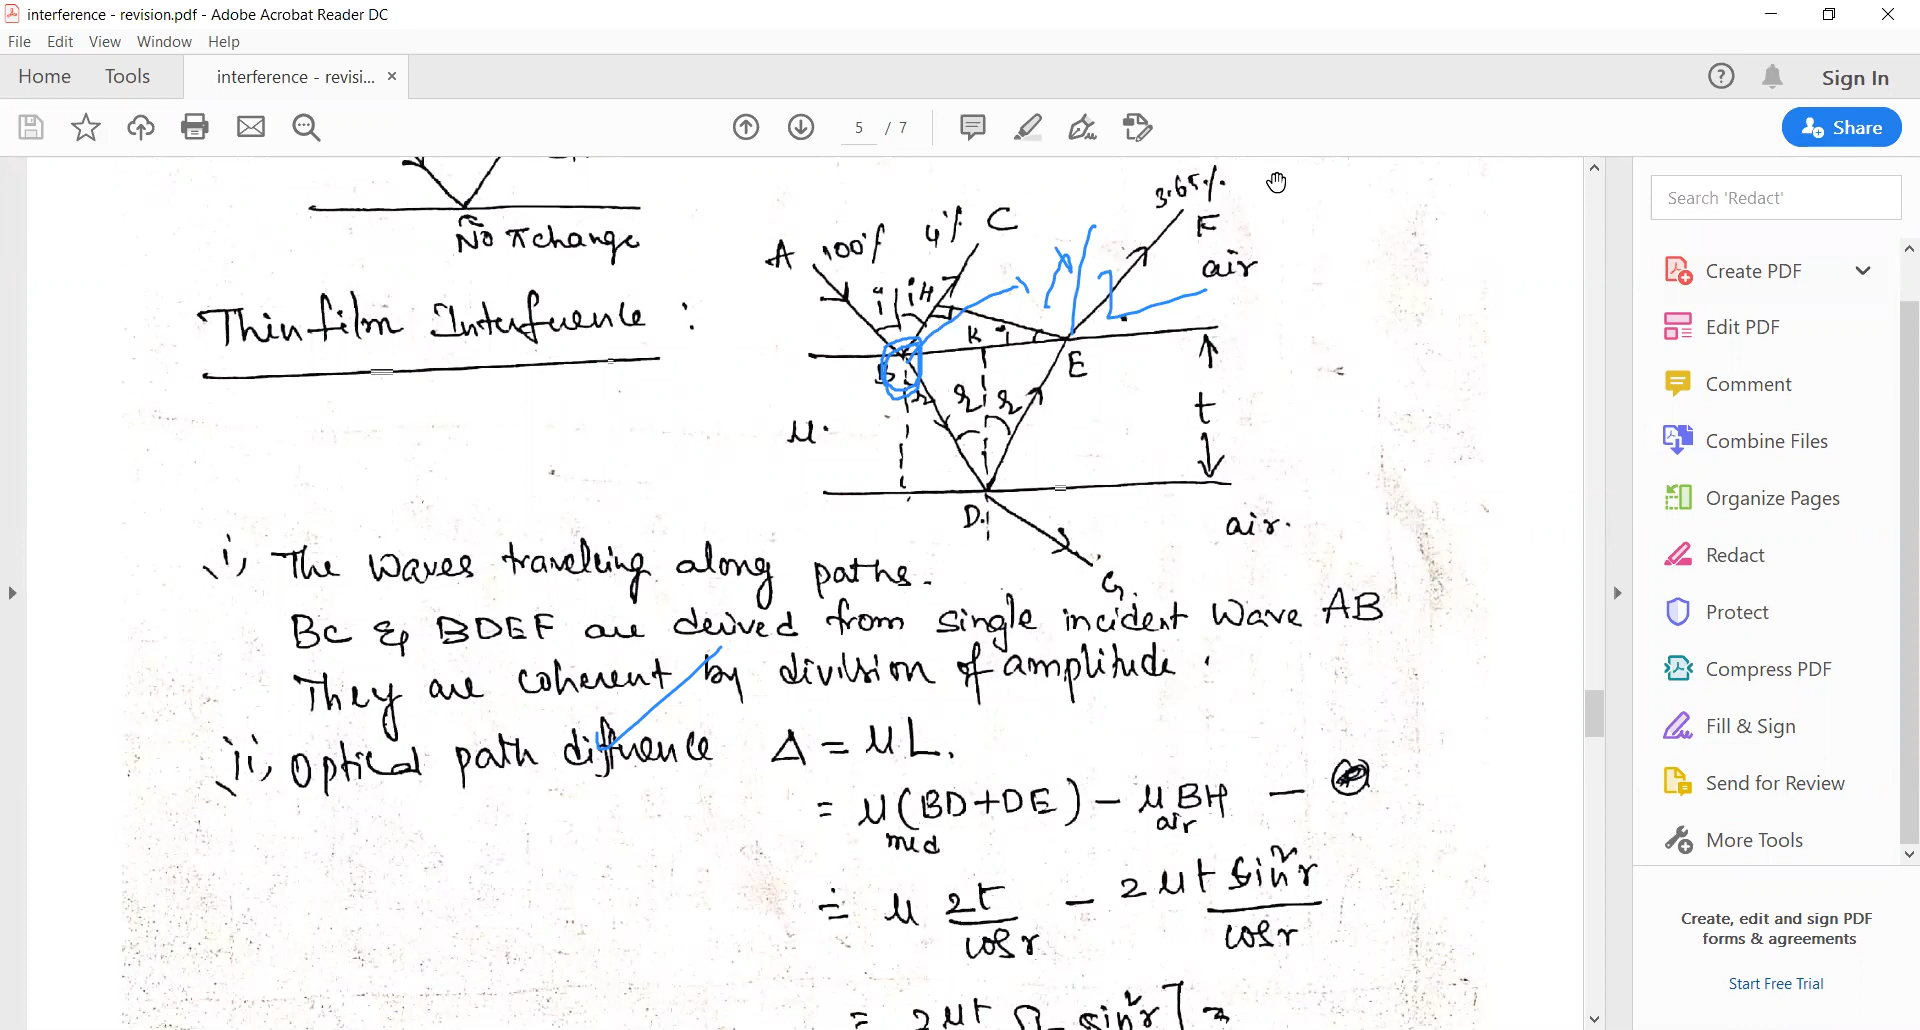 interference - revision.pdf - Adobe Acrobat Reader DC
File Edit View Window Help
Home Tools interference - revisi... × Sign In
5 / 7 Share
No π change
Thin film Interference :
A 100% 4% C 3.65% F
air
i i H
K i E
B r r r
μ. t
D
air.
G.
i, The waves traveling along paths.
BC & BDEF are derived from single incident wave AB
They are coherent by division of amplitude.
ii, Optical path difference Δ = μL.
= μ(BD+DE) - μBH -
med air
= μ 2t/cos r - 2μt sin²r/cos r
= 2μt sin²r]
Search 'Redact'
Create PDF
Edit PDF
Comment
Combine Files
Organize Pages
Redact
Protect
Compress PDF
Fill & Sign
Send for Review
More Tools
Create, edit and sign PDF
forms & agreements
Start Free Trial